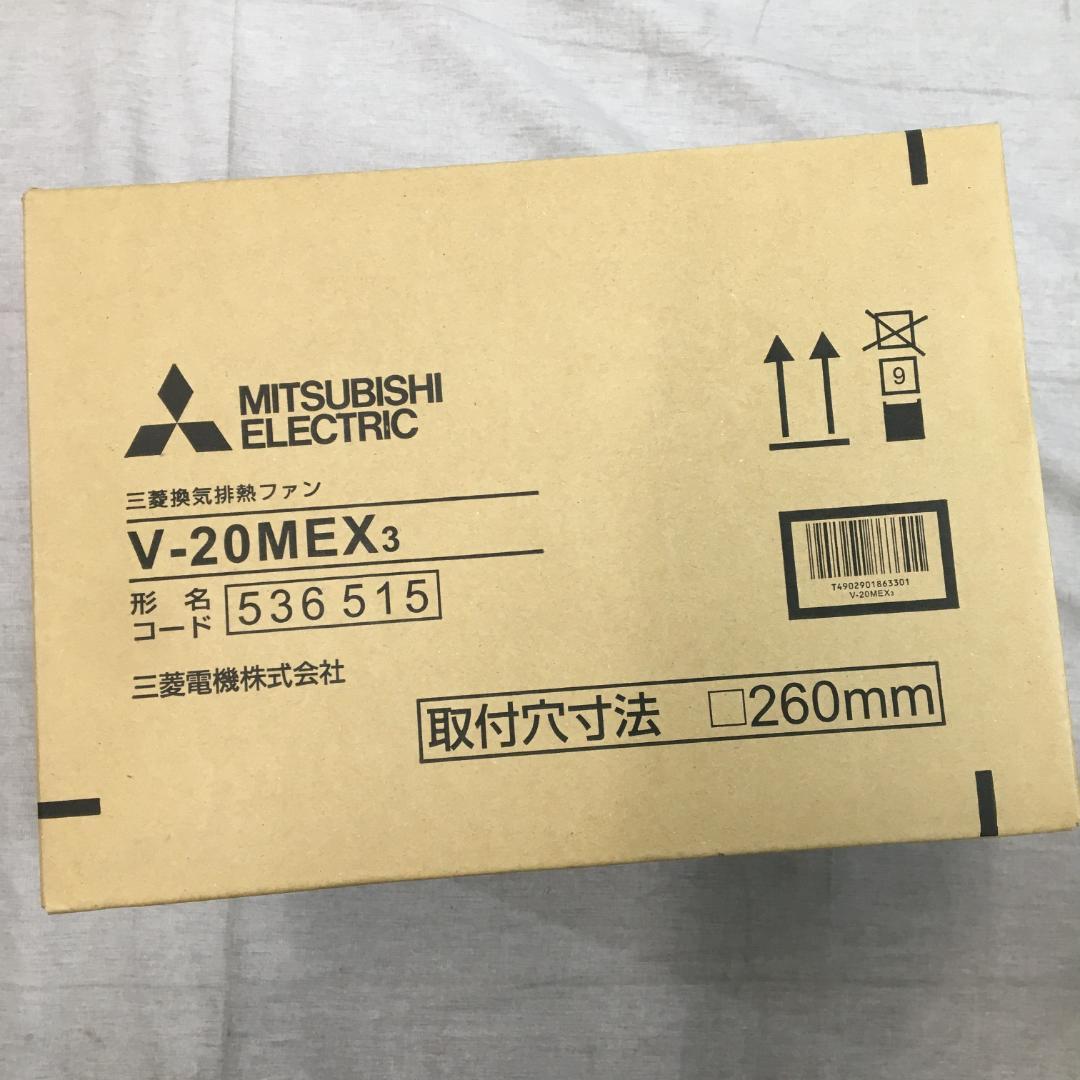 MITSUBISHI
ELECTRIC
三菱換気排熱ファン
V-20MEX3
形名
コード
536 515
三菱電機株式会社
9
T4902901863301
V-20MEX3
取付穴寸法 □260mm